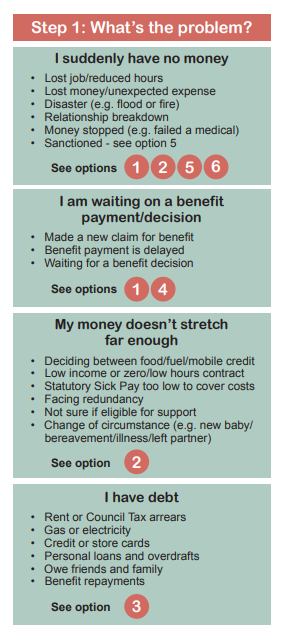 Step 1: What's the problem?
I suddenly have no money
• Lost job/reduced hours
• Lost money/unexpected expense
• Disaster (e.g. flood or fire)
• Relationship breakdown
• Money stopped (e.g. failed a medical)
• Sanctioned - see option 5
See options 1 2 5 6
I am waiting on a benefit
payment/decision
• Made a new claim for benefit
• Benefit payment is delayed
• Waiting for a benefit decision
See options 1 4
My money doesn't stretch
far enough
• Deciding between food/fuel/mobile credit
• Low income or zero/low hours contract
• Statutory Sick Pay too low to cover costs
• Facing redundancy
• Not sure if eligible for support
• Change of circumstance (e.g. new baby/
bereavement/illness/left partner)
See option 2
I have debt
• Rent or Council Tax arrears
• Gas or electricity
• Credit or store cards
• Personal loans and overdrafts
• Owe friends and family
• Benefit repayments
See option 3